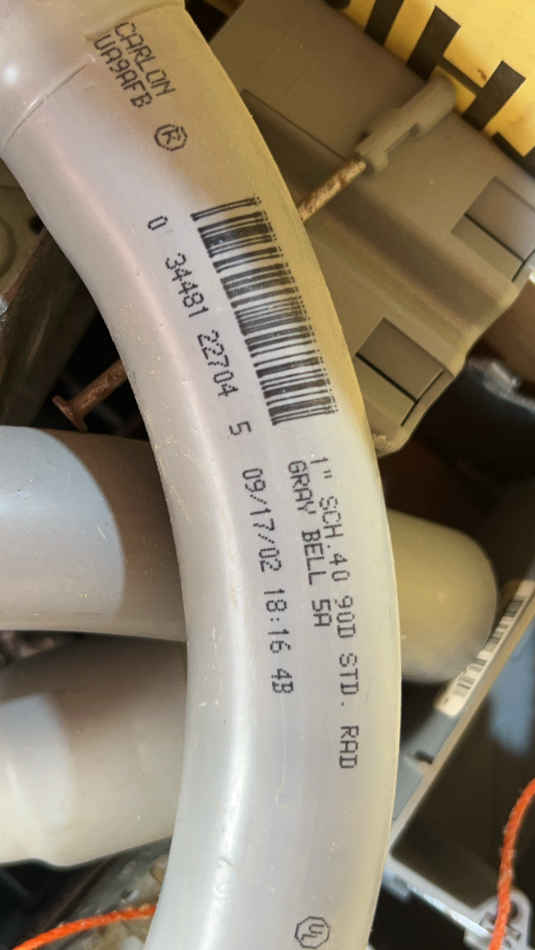 CARLON
UA9AFB
R
0 34481 22704 5 09/17/02 18:16 4B
1" SCH.40 90D STD. RAD
GRAY BELL 5A
UL